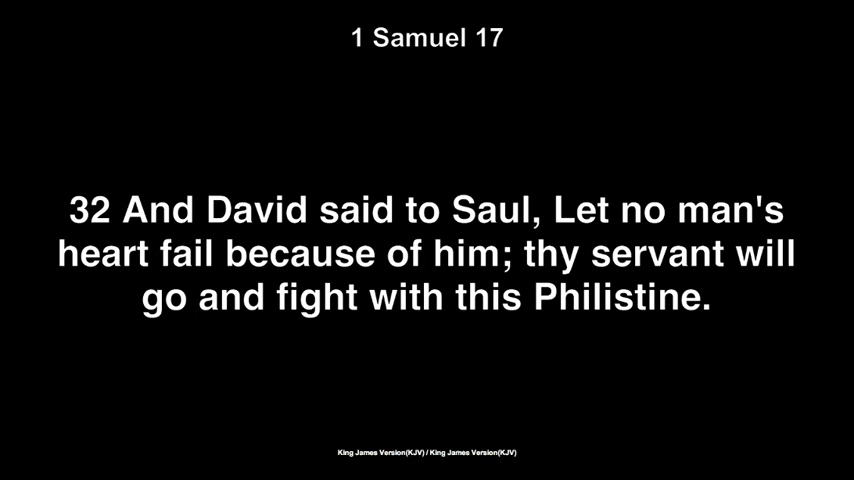 1 Samuel 17
32 And David said to Saul, Let no man's
heart fail because of him; thy servant will
go and fight with this Philistine.
King James Version(KJV) / King James Version(KJV)